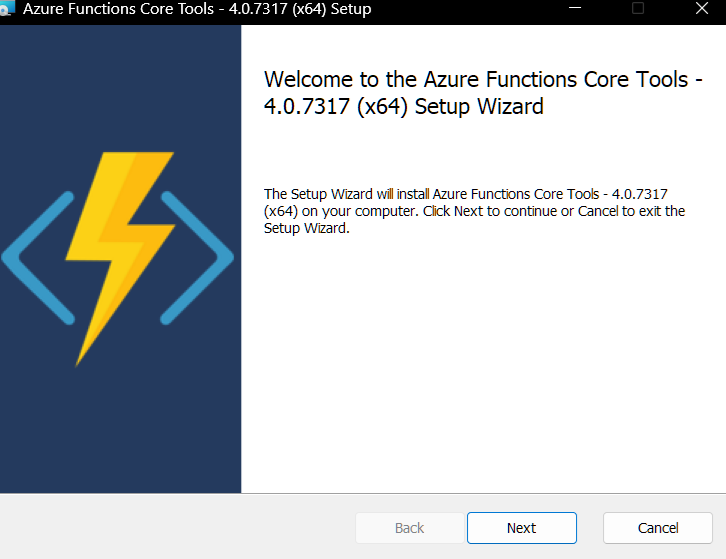 Azure Functions Core Tools - 4.0.7317 (x64) Setup
Welcome to the Azure Functions Core Tools -
4.0.7317 (x64) Setup Wizard
The Setup Wizard will install Azure Functions Core Tools - 4.0.7317
(x64) on your computer. Click Next to continue or Cancel to exit the
Setup Wizard.
Back Next Cancel